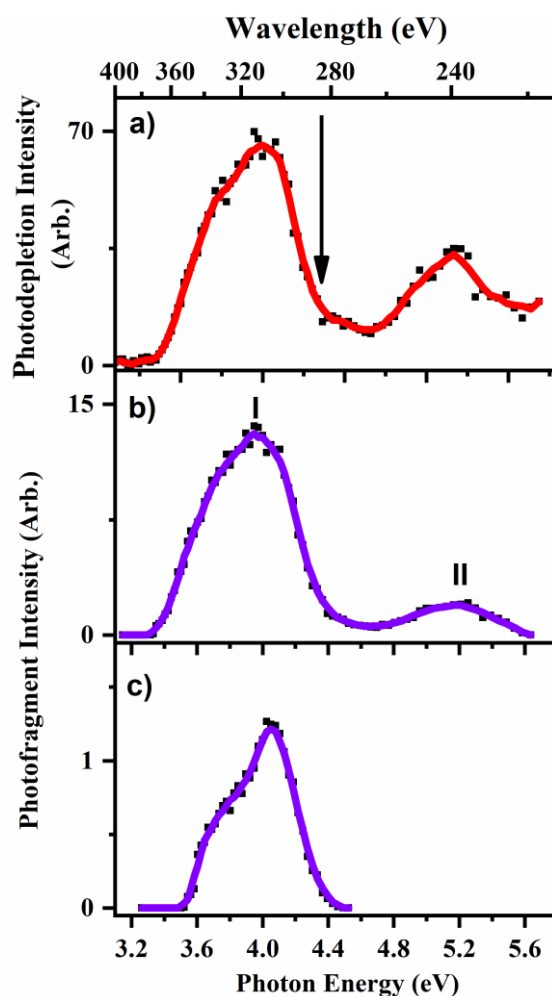 Wavelength (eV)
400 360 320 280 240
a)
70
0
Photodepletion Intensity
(Arb.)
b)
I
II
15
0
Photofragment Intensity (Arb.)
c)
1
0
3.2 3.6 4.0 4.4 4.8 5.2 5.6
Photon Energy (eV)